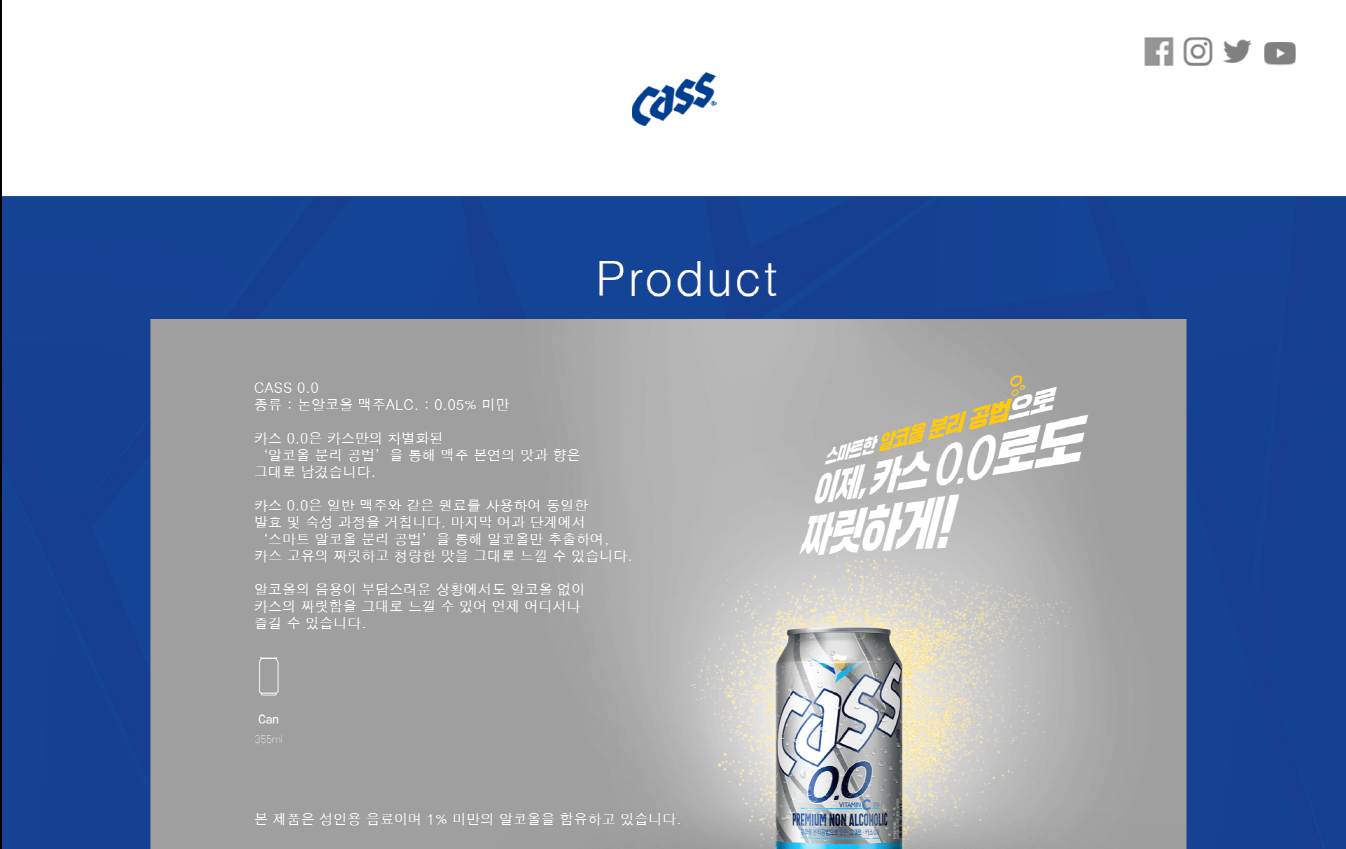 cass
Product
CASS 0.0
종류 : 논알코올 맥주ALC. : 0.05% 미만
카스 0.0은 카스만의 차별화된
‘알코올 분리 공법’을 통해 맥주 본연의 맛과 향은
그대로 남겼습니다.
카스 0.0은 일반 맥주와 같은 원료를 사용하여 동일한
발효 및 숙성 과정을 거칩니다. 마지막 여과 단계에서
‘스마트 알코올 분리 공법’을 통해 알코올만 추출하여,
카스 고유의 짜릿하고 청량한 맛을 그대로 느낄 수 있습니다.
알코올의 음용이 부담스러운 상황에서도 알코올 없이
카스의 짜릿함을 그대로 느낄 수 있어 언제 어디서나
즐길 수 있습니다.
Can
355ml
본 제품은 성인용 음료이며 1% 미만의 알코올을 함유하고 있습니다.
스마트한 알코올 분리 공법으로
이제, 카스 0.0로도
짜릿하게!
cass
0.0
VITAMIN C
PREMIUM NON ALCOHOLIC